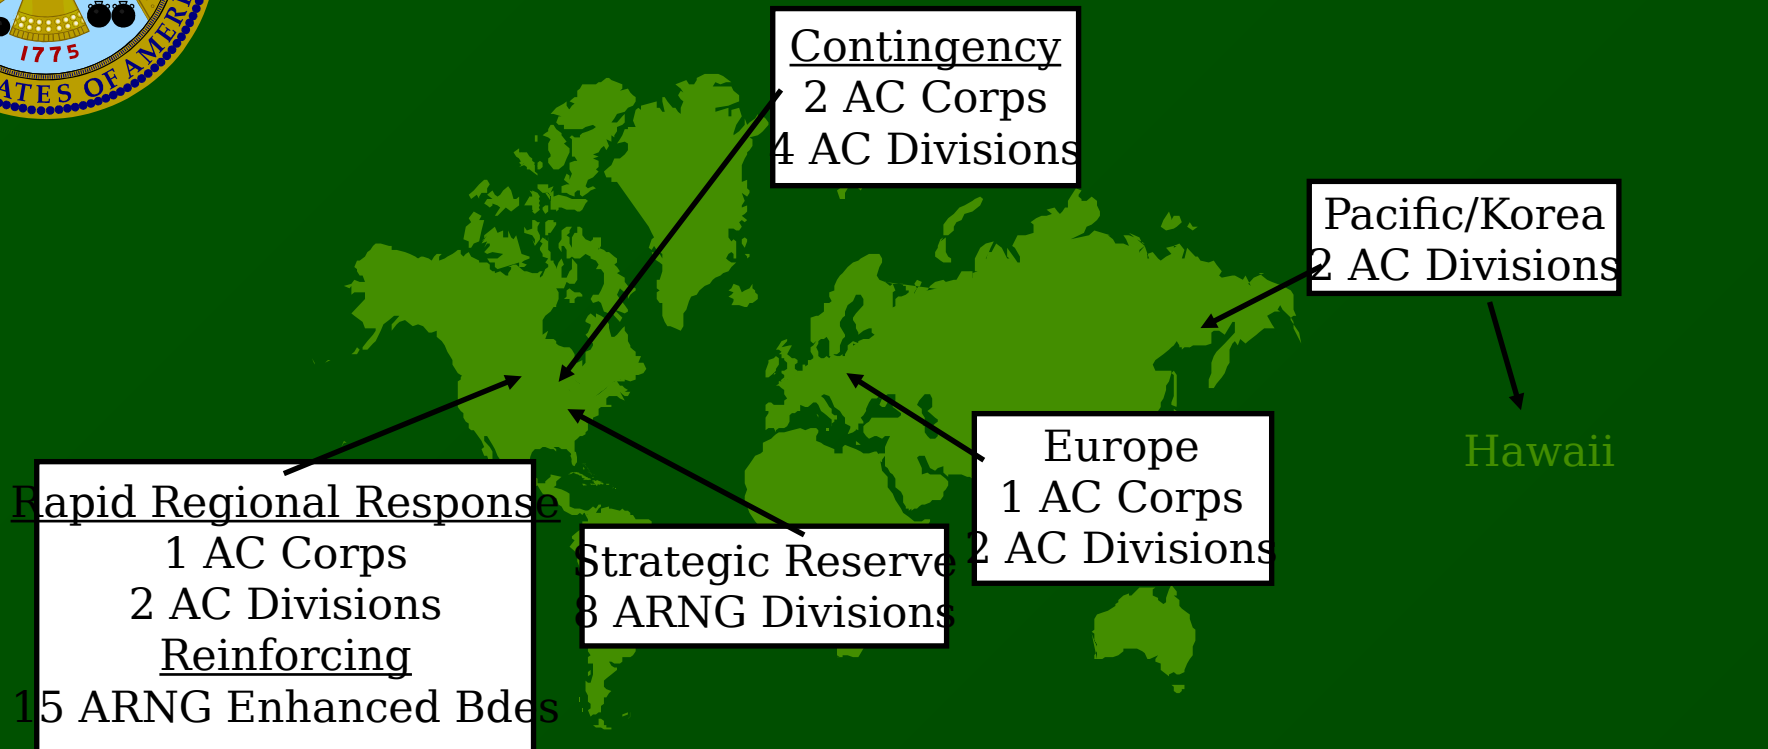 1775
ATES OF AMERI
Contingency
2 AC Corps
4 AC Divisions
Pacific/Korea
2 AC Divisions
Hawaii
Europe
1 AC Corps
2 AC Divisions
Rapid Regional Response
1 AC Corps
2 AC Divisions
Reinforcing
15 ARNG Enhanced Bdes
Strategic Reserve
8 ARNG Divisions